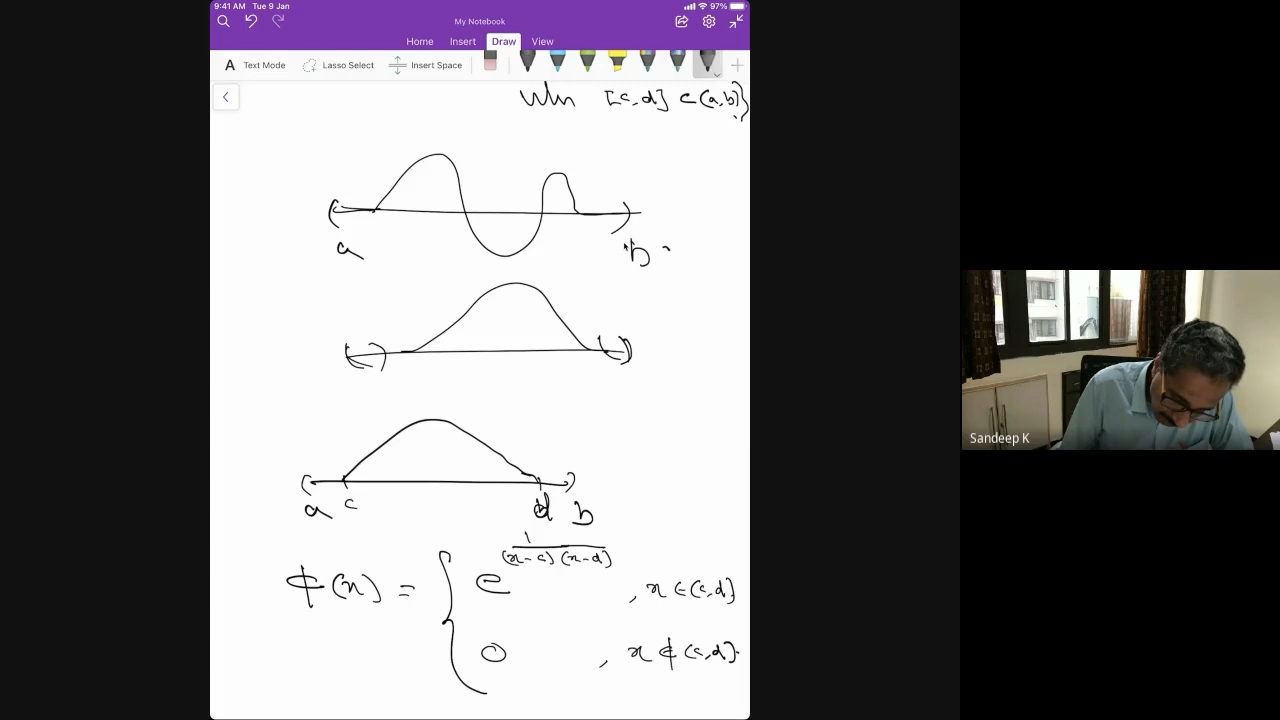 9:41 AM Tue 9 Jan 97%
My Notebook
Home Insert Draw View
A Text Mode Lasso Select Insert Space
[c,d] ⊂ (a,b)}
a b
a c d b
ϕ(x) = { e^{1/((x-c)(x-d))} , x ∈ (c,d)
0 , x ∉ (c,d).
Sandeep K